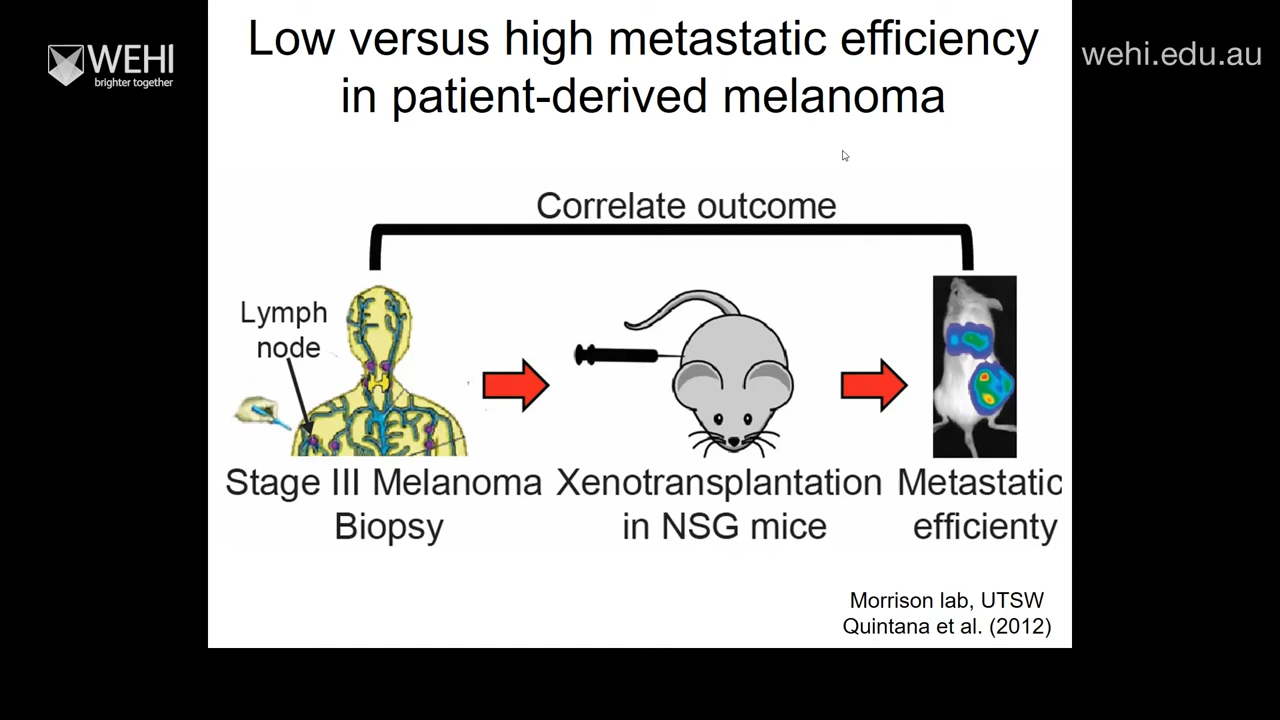 WEHI
brighter together
wehi.edu.au
Low versus high metastatic efficiency
in patient-derived melanoma
Correlate outcome
Lymph
node
Stage III Melanoma
Biopsy
Xenotransplantation
in NSG mice
Metastatic
efficienty
Morrison lab, UTSW
Quintana et al. (2012)